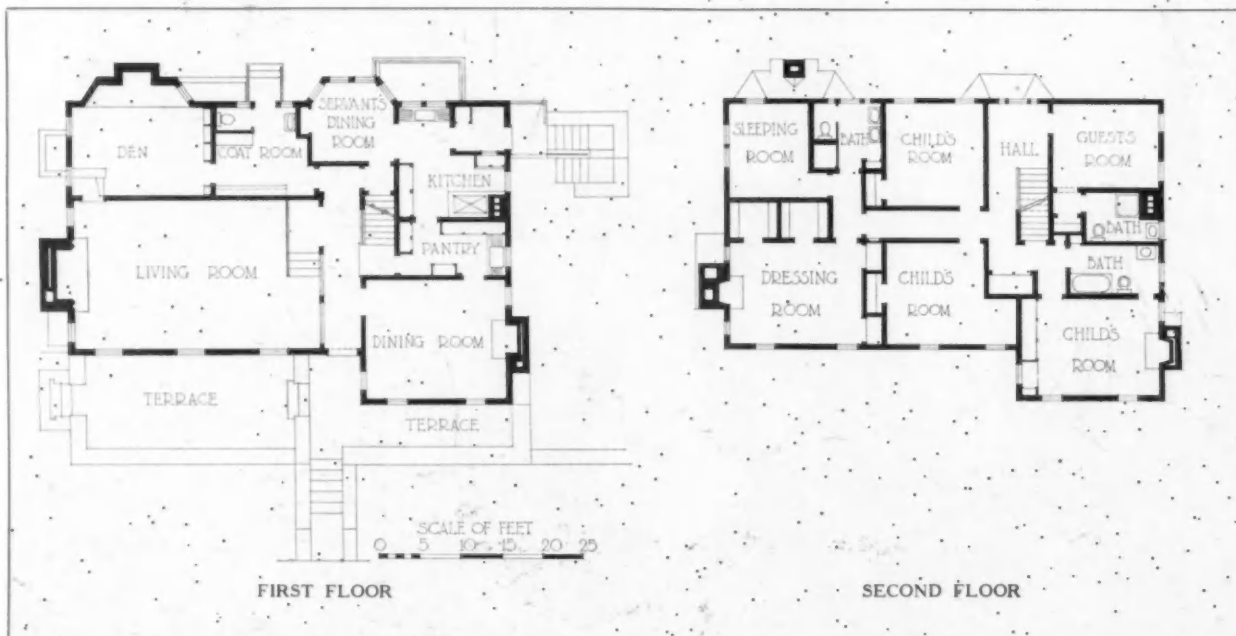 DEN
COAT ROOM
SERVANTS
DINING
ROOM
KITCHEN
PANTRY
LIVING ROOM
DINING ROOM
TERRACE
TERRACE
SCALE OF FEET
0 5 10 15 20 25
FIRST FLOOR
SLEEPING
ROOM
BATH
CHILD'S
ROOM
HALL
GUESTS
ROOM
BATH
BATH
DRESSING
ROOM
CHILD'S
ROOM
CHILD'S
ROOM
SECOND FLOOR